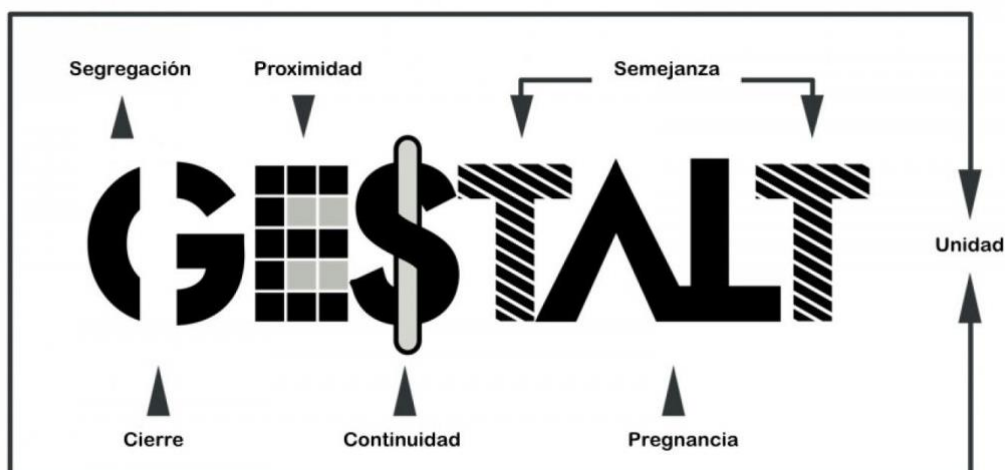 Segregación
Proximidad
Semejanza
GESTALT
Unidad
Cierre
Continuidad
Pregnancia